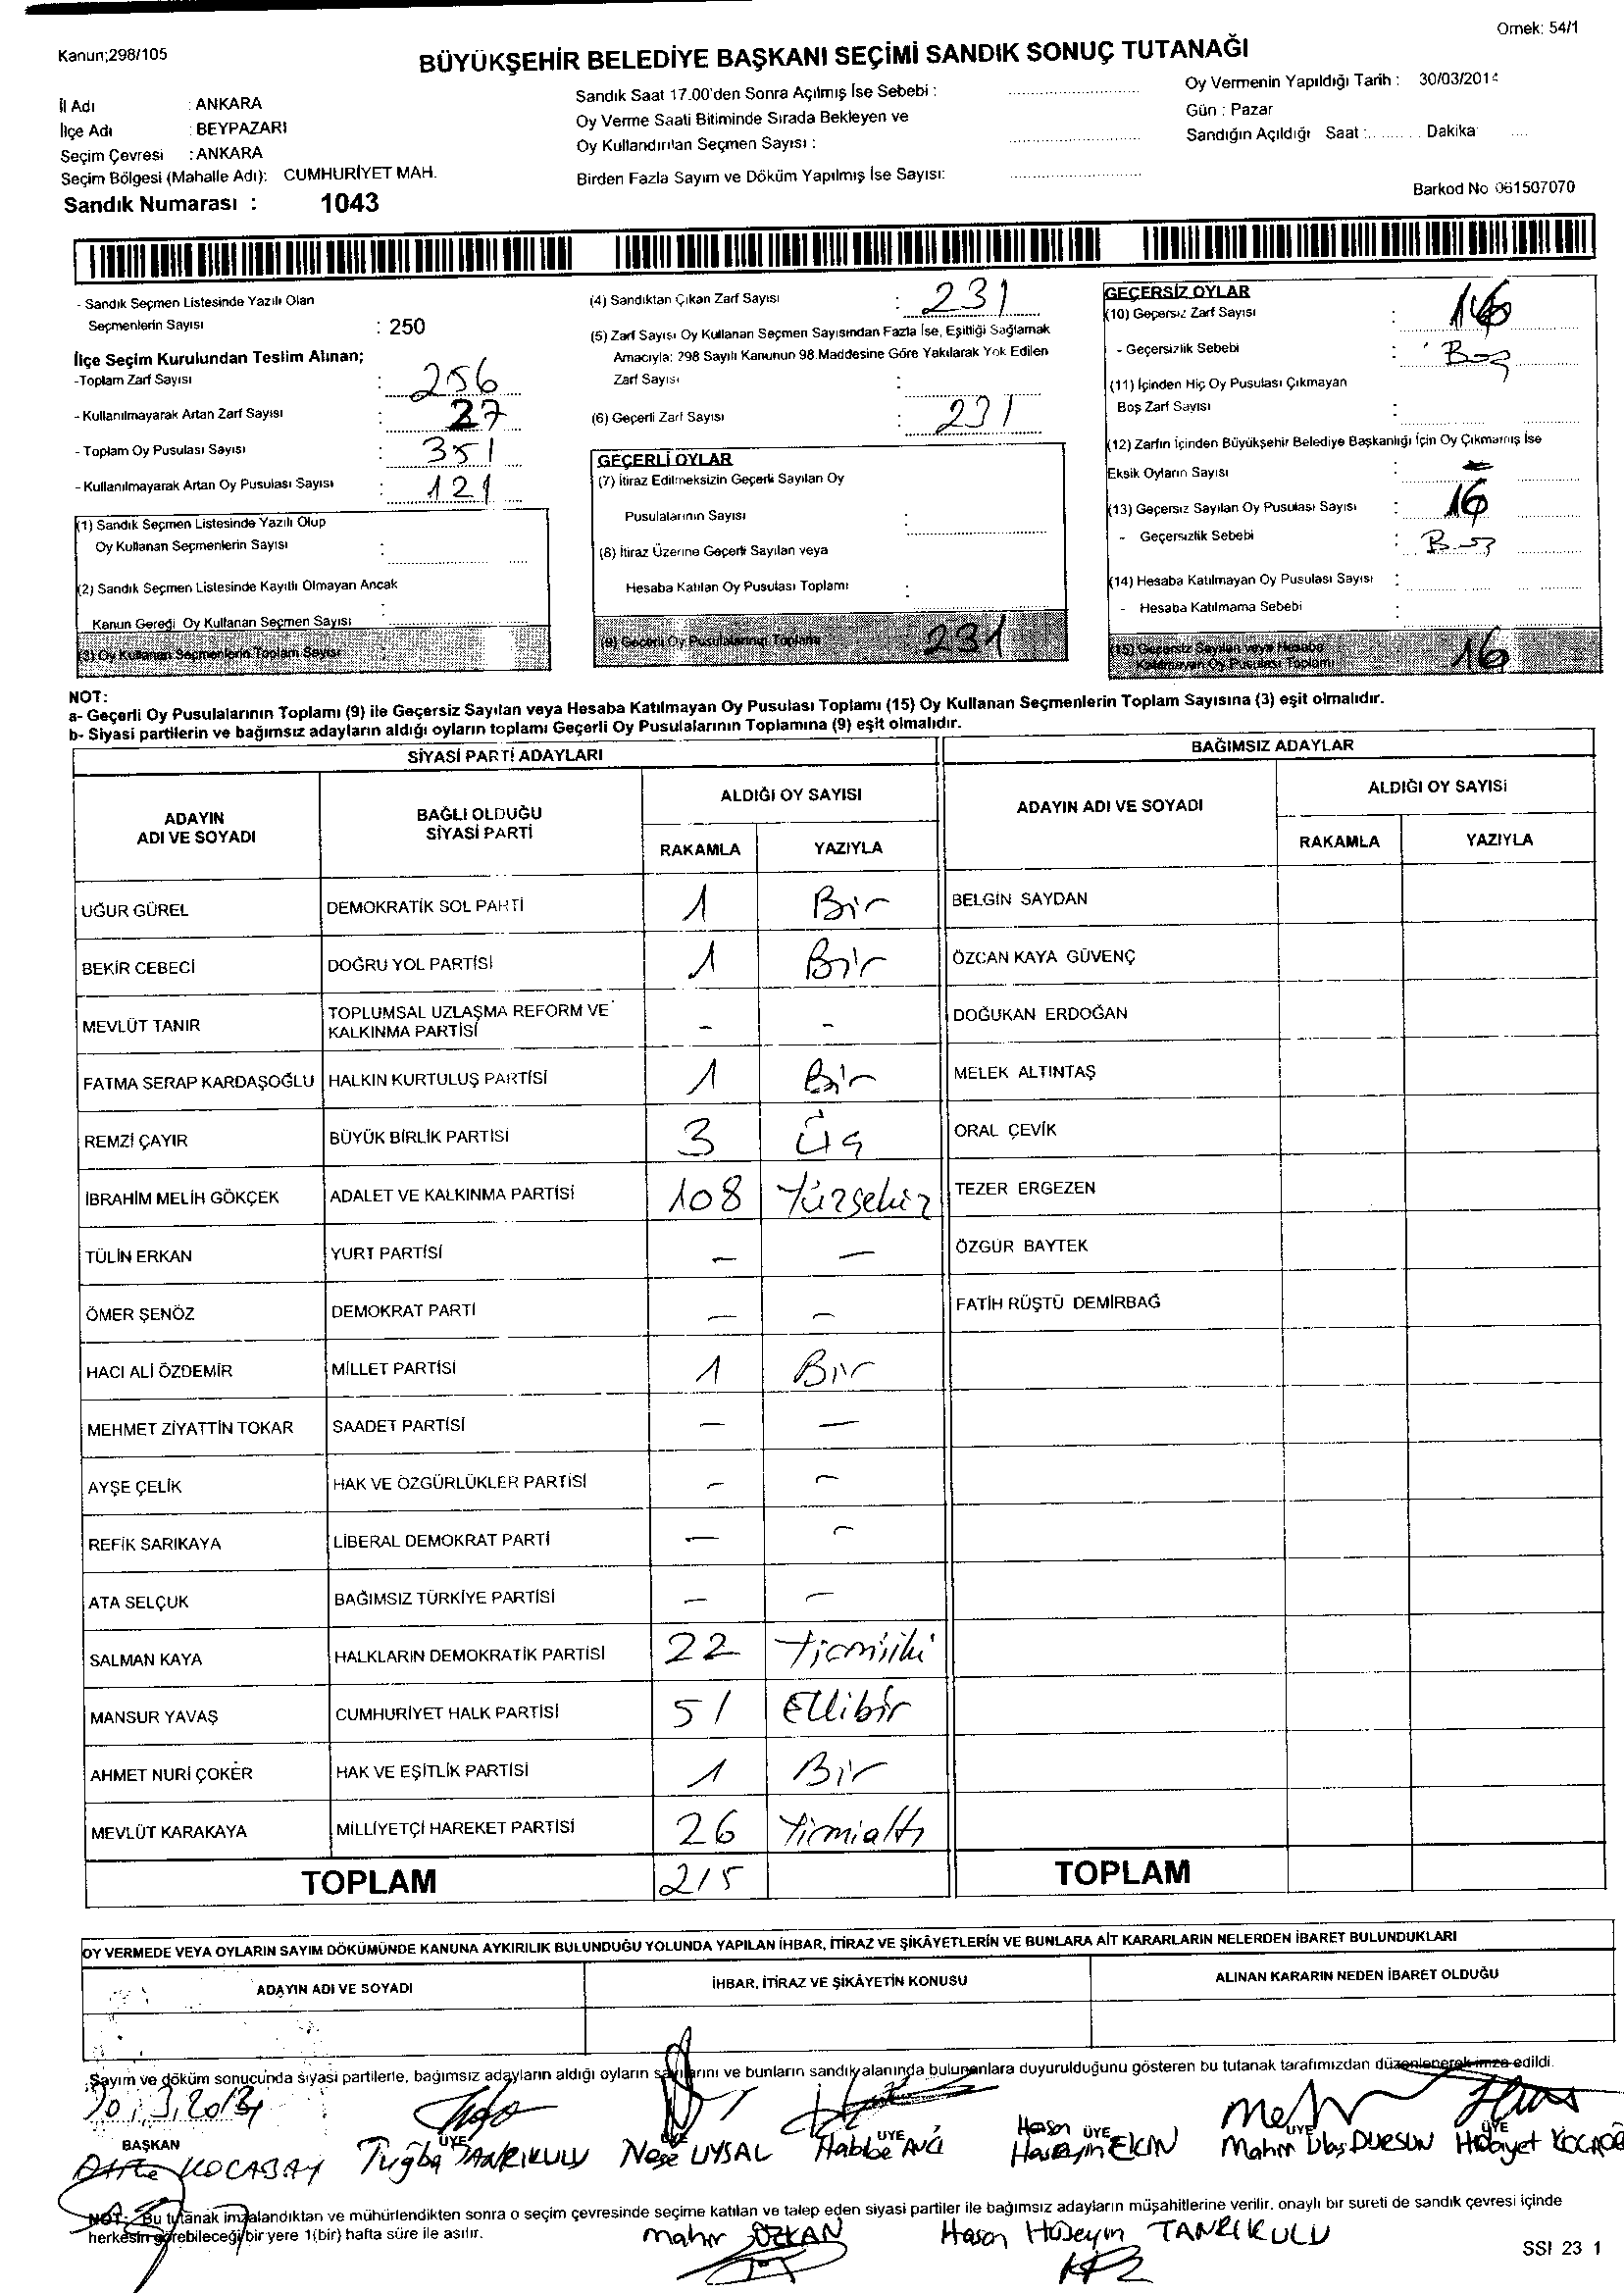 Örnek: 54/1
Kanun;298/105
BÜYÜKŞEHİR BELEDİYE BAŞKANI SEÇİMİ SANDIK SONUÇ TUTANAĞI
İl Adı : ANKARA
İlçe Adı : BEYPAZARI
Seçim Çevresi : ANKARA
Seçim Bölgesi (Mahalle Adı): CUMHURİYET MAH.
Sandık Numarası : 1043
Sandık Saat 17.00'den Sonra Açılmış İse Sebebi :
Oy Verme Saati Bitiminde Sırada Bekleyen ve
Oy Kullandırılan Seçmen Sayısı :
Birden Fazla Sayım ve Döküm Yapılmış İse Sayısı:
Oy Vermenin Yapıldığı Tarih : 30/03/2014
Gün : Pazar
Sandığın Açıldığı Saat :......... Dakika ....
Barkod No 061507070
- Sandık Seçmen Listesinde Yazılı Olan
Seçmenlerin Sayısı : 250
İlçe Seçim Kurulundan Teslim Alınan;
-Toplam Zarf Sayısı : 256
- Kullanılmayarak Artan Zarf Sayısı : 27
- Toplam Oy Pusulası Sayısı : 351
- Kullanılmayarak Artan Oy Pusulası Sayısı : 121
(1) Sandık Seçmen Listesinde Yazılı Olup
Oy Kullanan Seçmenlerin Sayısı :
(2) Sandık Seçmen Listesinde Kayıtlı Olmayan Ancak
Kanun Gereği Oy Kullanan Seçmen Sayısı :
(3) Oy Kullanan Seçmenlerin Toplam Sayısı :
(4) Sandıktan Çıkan Zarf Sayısı : 231
(5) Zarf Sayısı Oy Kullanan Seçmen Sayısından Fazla İse, Eşitliği Sağlamak
Amacıyla; 298 Sayılı Kanunun 98.Maddesine Göre Yakılarak Yok Edilen
Zarf Sayısı :
(6) Geçerli Zarf Sayısı : 231
GEÇERLİ OYLAR
(7) İtiraz Edilmeksizin Geçerli Sayılan Oy
Pusulalarının Sayısı :
(8) İtiraz Üzerine Geçerli Sayılan veya
Hesaba Katılan Oy Pusulası Toplamı :
(9) Geçerli Oy Pusulalarının Toplamı : 231
GEÇERSİZ OYLAR
(10) Geçersiz Zarf Sayısı : 16
- Geçersizlik Sebebi : Boş
(11) İçinden Hiç Oy Pusulası Çıkmayan
Boş Zarf Sayısı :
(12) Zarfın İçinden Büyükşehir Belediye Başkanlığı İçin Oy Çıkmamış İse
Eksik Oyların Sayısı :
(13) Geçersiz Sayılan Oy Pusulası Sayısı : 16
- Geçersizlik Sebebi : Boş
(14) Hesaba Katılmayan Oy Pusulası Sayısı :
- Hesaba Katılmama Sebebi :
(15) Geçersiz Sayılan veya Hesaba
Katılmayan Oy Pusulası Toplamı 16
NOT:
a- Geçerli Oy Pusulalarının Toplamı (9) ile Geçersiz Sayılan veya Hesaba Katılmayan Oy Pusulası Toplamı (15) Oy Kullanan Seçmenlerin Toplam Sayısına (3) eşit olmalıdır.
b- Siyasi partilerin ve bağımsız adayların aldığı oyların toplamı Geçerli Oy Pusulalarının Toplamına (9) eşit olmalıdır.
SİYASİ PARTİ ADAYLARI BAĞIMSIZ ADAYLAR
ADAYIN ADI VE SOYADI BAĞLI OLDUĞU SİYASİ PARTİ ALDIĞI OY SAYISI ADAYIN ADI VE SOYADI ALDIĞI OY SAYISI
RAKAMLA YAZIYLA RAKAMLA YAZIYLA
UĞUR GÜREL DEMOKRATİK SOL PARTİ 1 Bir BELGİN SAYDAN
BEKİR CEBECİ DOĞRU YOL PARTİSİ 1 Bir ÖZCAN KAYA GÜVENÇ
MEVLÜT TANIR TOPLUMSAL UZLAŞMA REFORM VE KALKINMA PARTİSİ - - DOĞUKAN ERDOĞAN
FATMA SERAP KARDAŞOĞLU HALKIN KURTULUŞ PARTİSİ 1 Bir MELEK ALTINTAŞ
REMZİ ÇAYIR BÜYÜK BİRLİK PARTİSİ 3 Üç ORAL ÇEVİK
İBRAHİM MELİH GÖKÇEK ADALET VE KALKINMA PARTİSİ 108 Yüzsekiz TEZER ERGEZEN
TÜLİN ERKAN YURT PARTİSİ - - ÖZGÜR BAYTEK
ÖMER ŞENÖZ DEMOKRAT PARTİ - - FATİH RÜŞTÜ DEMİRBAĞ
HACI ALİ ÖZDEMİR MİLLET PARTİSİ 1 Bir
MEHMET ZİYATTİN TOKAR SAADET PARTİSİ - -
AYŞE ÇELİK HAK VE ÖZGÜRLÜKLER PARTİSİ - -
REFİK SARIKAYA LİBERAL DEMOKRAT PARTİ - -
ATA SELÇUK BAĞIMSIZ TÜRKİYE PARTİSİ - -
SALMAN KAYA HALKLARIN DEMOKRATİK PARTİSİ 22 Yirmiiki
MANSUR YAVAŞ CUMHURİYET HALK PARTİSİ 51 Ellibir
AHMET NURİ ÇOKER HAK VE EŞİTLİK PARTİSİ 1 Bir
MEVLÜT KARAKAYA MİLLİYETÇİ HAREKET PARTİSİ 26 Yirmialtı
TOPLAM 215 TOPLAM
OY VERMEDE VEYA OYLARIN SAYIM DÖKÜMÜNDE KANUNA AYKIRILIK BULUNDUĞU YOLUNDA YAPILAN İHBAR, İTİRAZ VE ŞİKÂYETLERİN VE BUNLARA AİT KARARLARIN NELERDEN İBARET BULUNDUKLARI
ADAYIN ADI VE SOYADI İHBAR, İTİRAZ VE ŞİKÂYETİN KONUSU ALINAN KARARIN NEDEN İBARET OLDUĞU
Sayım ve döküm sonucunda siyasi partilerle, bağımsız adayların aldığı oyların sayılarını ve bunların sandık alanında bulunanlara duyurulduğunu gösteren bu tutanak tarafımızdan düzenlenerek imza edildi.
BAŞKAN ÜYE ÜYE ÜYE ÜYE ÜYE ÜYE
KOCABAY Tuğba TANRIKULU Neşe UYSAL Habibe AVCI Hasan Hüseyin EKİN Mahir Ulaş DURSUN Hidayet
NOT: Bu tutanak imzalandıktan ve mühürlendikten sonra o seçim çevresinde seçime katılan ve talep eden siyasi partiler ile bağımsız adayların müşahitlerine verilir. onaylı bir sureti de sandık çevresi içinde
herkesin görebileceği bir yere 1(bir) hafta süre ile asılır.
Mahir ÖZKAN Hasan Hüseyin TANRIKULU
SSI 23 1